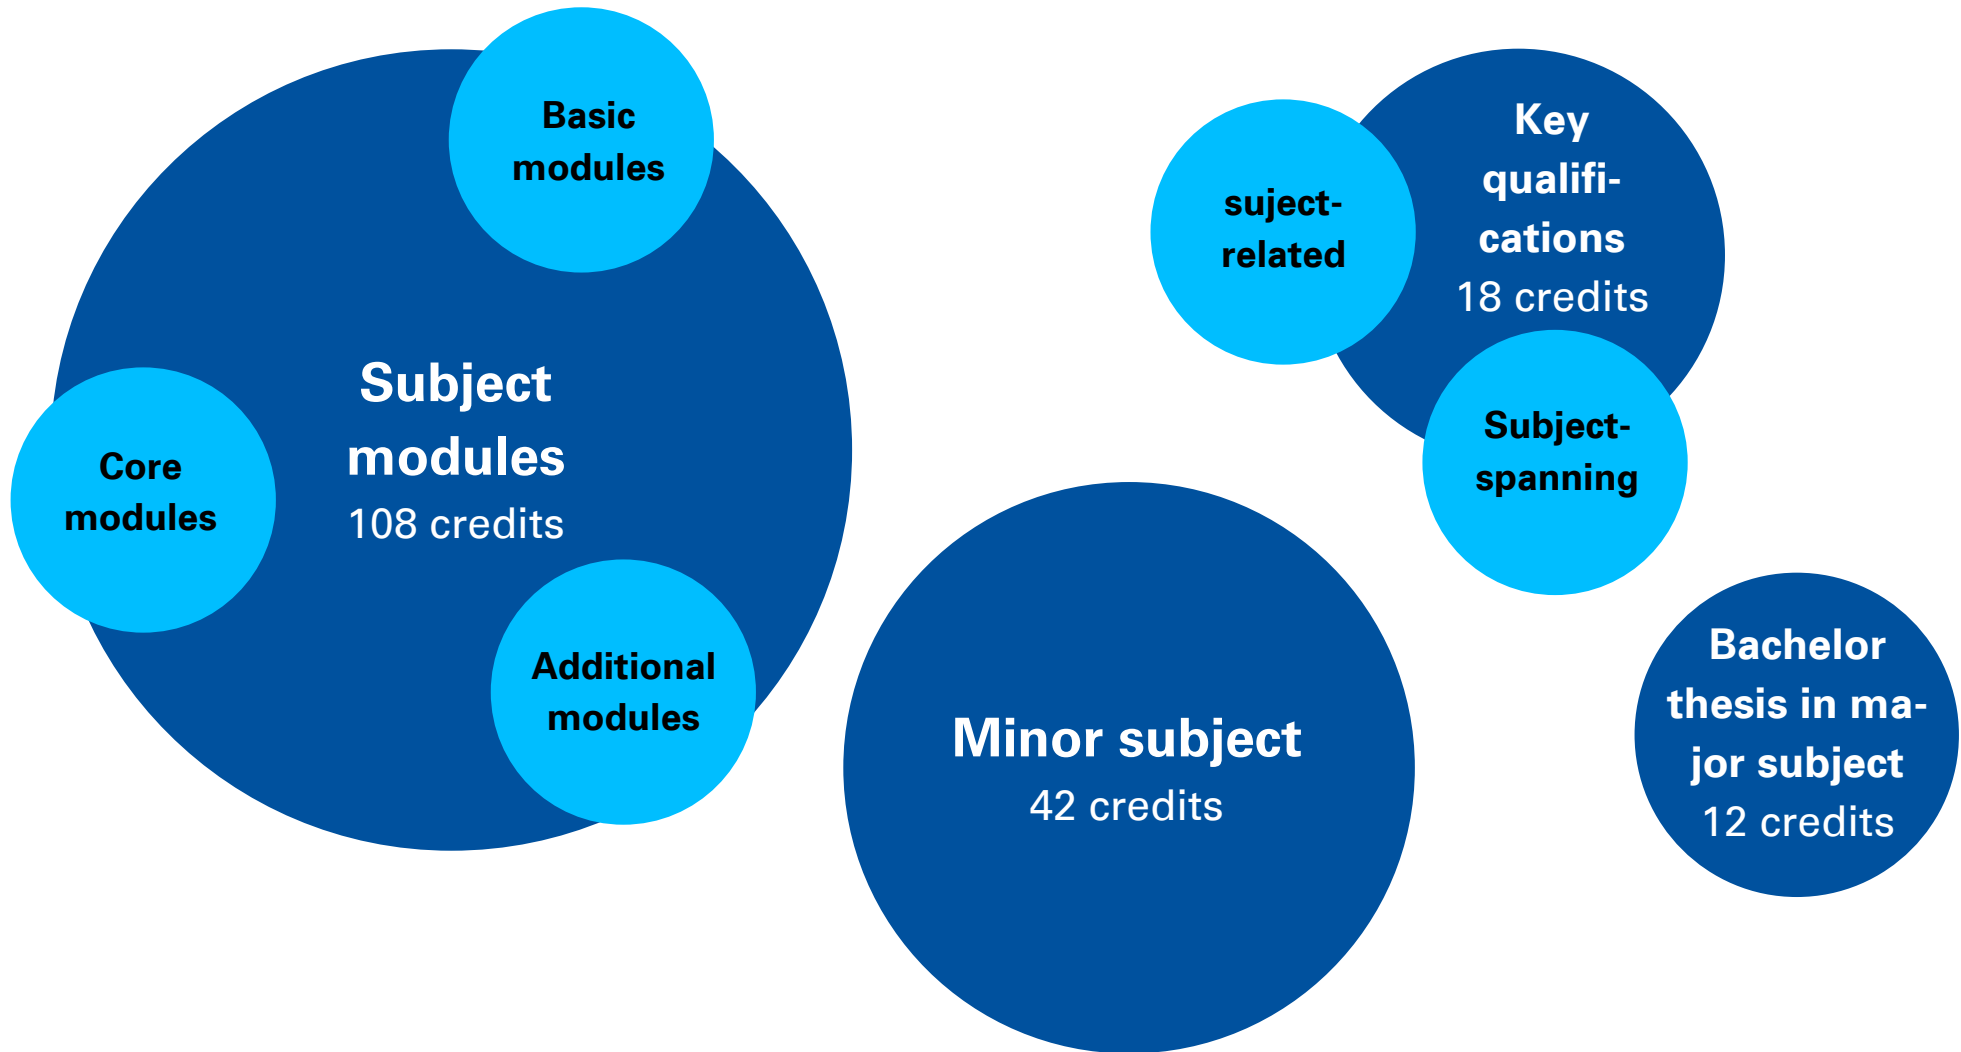 Basic
modules
Subject
modules
108 credits
Core
modules
Additional
modules
Key
qualifi-
cations
18 credits
suject-
related
Subject-
spanning
Minor subject
42 credits
Bachelor
thesis in ma-
jor subject
12 credits